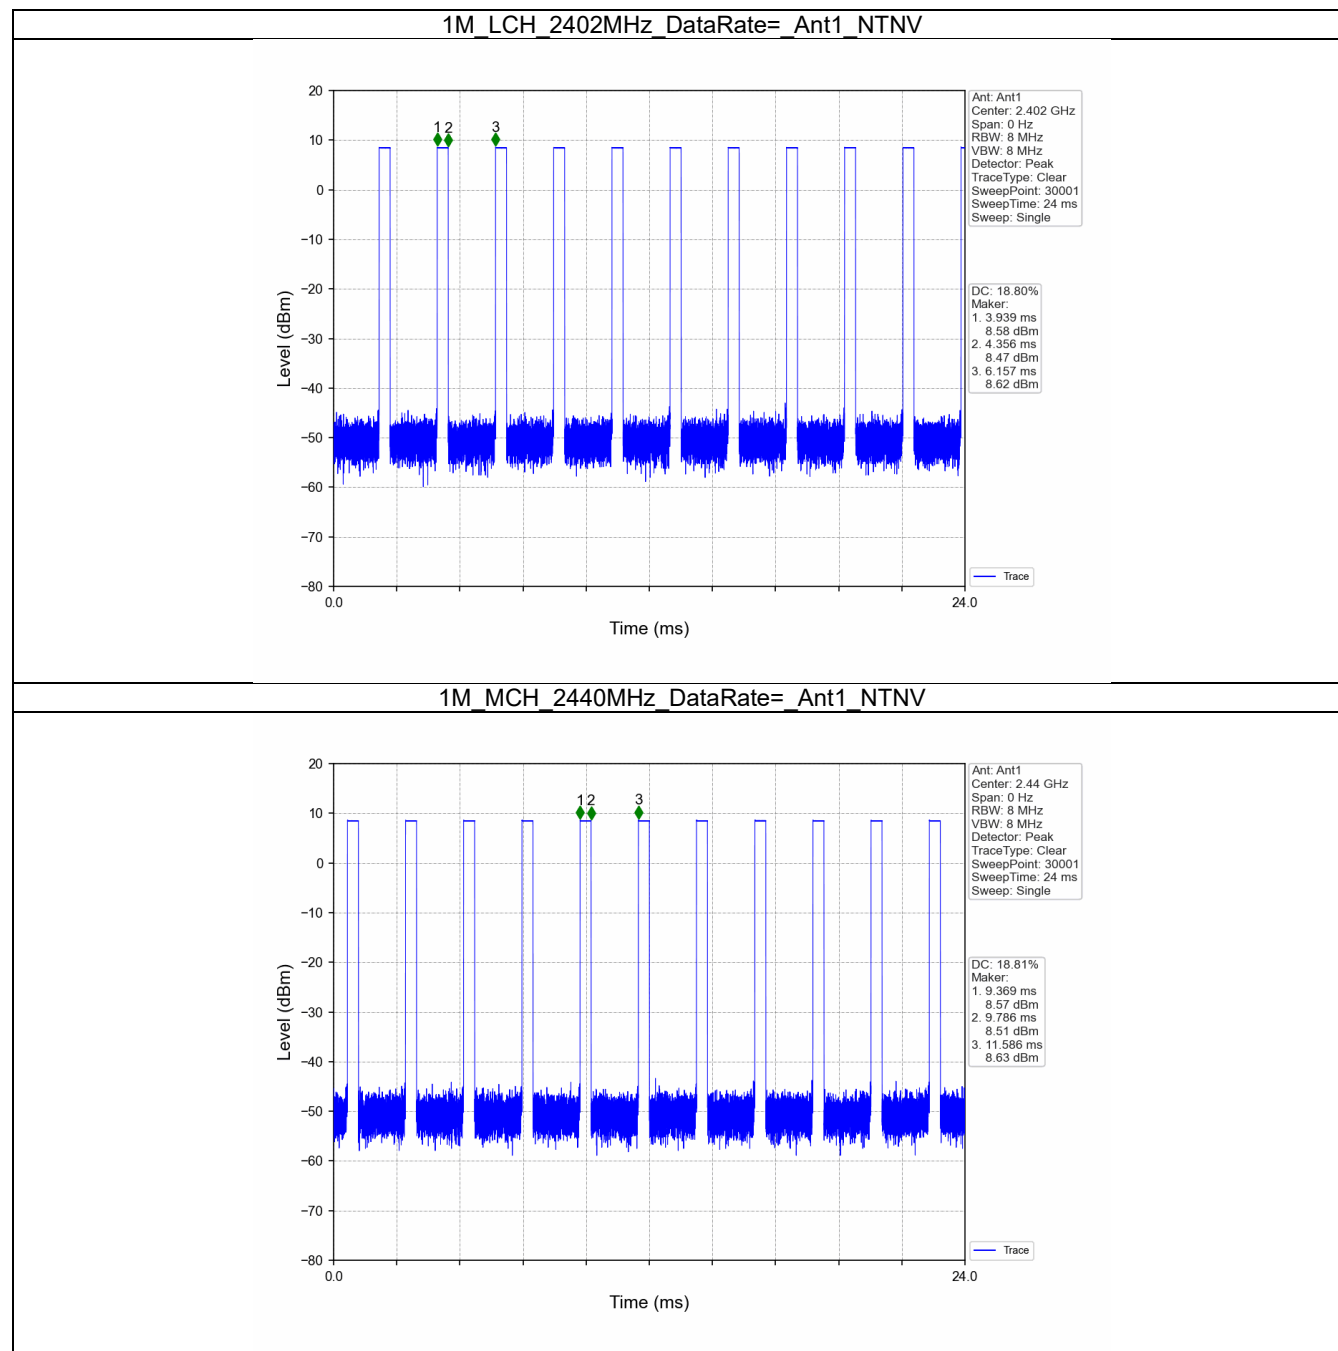 1M_LCH_2402MHz_DataRate=_Ant1_NTNV
20
10
0
−10
−20
−30
−40
−50
−60
−70
−80
Level (dBm)
1 2 3
0.0 24.0
Time (ms)
Ant: Ant1
Center: 2.402 GHz
Span: 0 Hz
RBW: 8 MHz
VBW: 8 MHz
Detector: Peak
TraceType: Clear
SweepPoint: 30001
SweepTime: 24 ms
Sweep: Single
DC: 18.80%
Maker:
1. 3.939 ms
8.58 dBm
2. 4.356 ms
8.47 dBm
3. 6.157 ms
8.62 dBm
Trace
1M_MCH_2440MHz_DataRate=_Ant1_NTNV
20
10
0
−10
−20
−30
−40
−50
−60
−70
−80
Level (dBm)
1 2 3
0.0 24.0
Time (ms)
Ant: Ant1
Center: 2.44 GHz
Span: 0 Hz
RBW: 8 MHz
VBW: 8 MHz
Detector: Peak
TraceType: Clear
SweepPoint: 30001
SweepTime: 24 ms
Sweep: Single
DC: 18.81%
Maker:
1. 9.369 ms
8.57 dBm
2. 9.786 ms
8.51 dBm
3. 11.586 ms
8.63 dBm
Trace